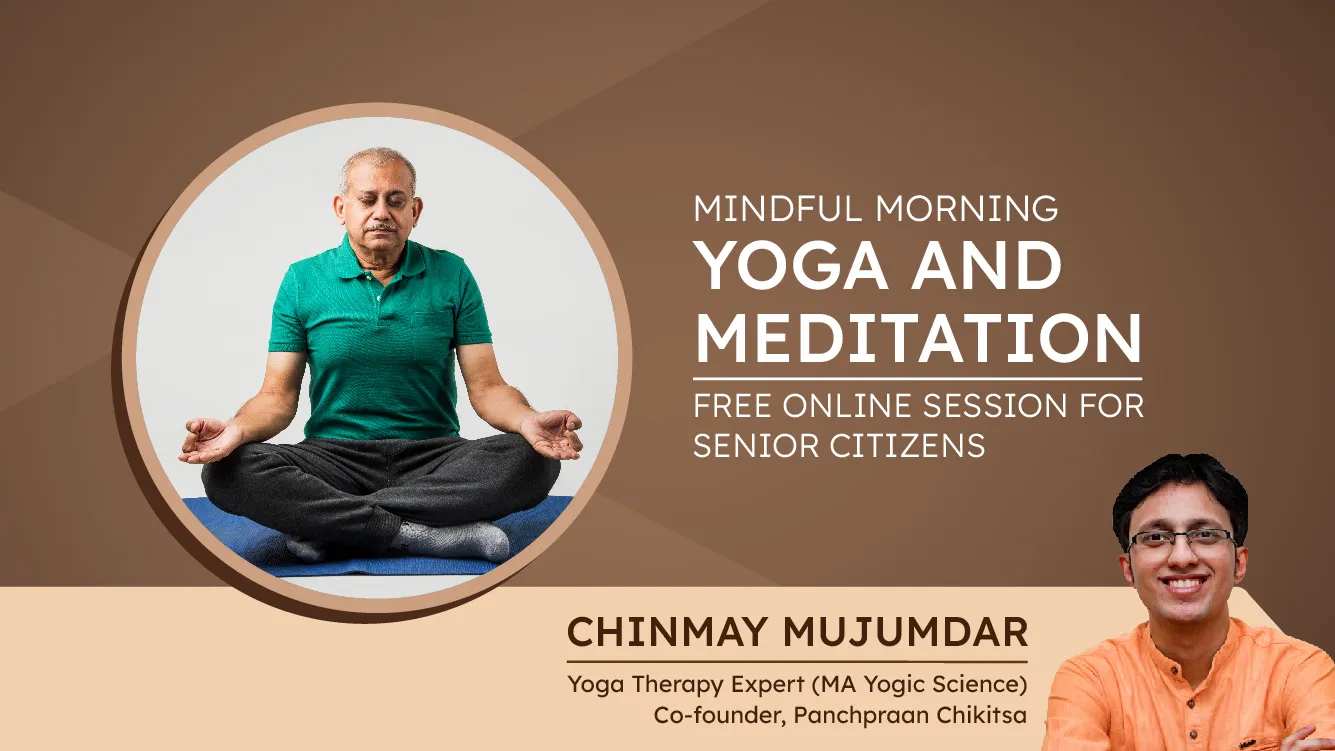 MINDFUL MORNING
YOGA AND
MEDITATION
FREE ONLINE SESSION FOR
SENIOR CITIZENS
CHINMAY MUJUMDAR
Yoga Therapy Expert (MA Yogic Science)
Co-founder, Panchpraan Chikitsa